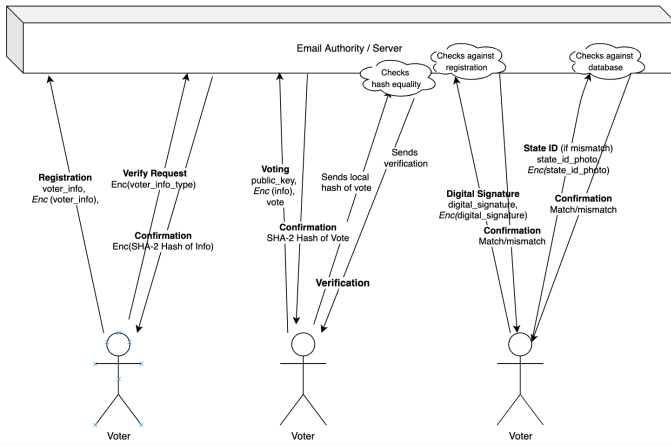 Email Authority / Server
Checks
hash equality
Checks against
registration
Checks against
database
Registration
voter_info,
Enc (voter_info),
Verify Request
Enc(voter_info_type)
Confirmation
Enc(SHA-2 Hash of Info)
Voting
public_key,
Enc (info),
vote
Confirmation
SHA-2 Hash of Vote
Sends local
hash of vote
Sends
verification
Verification
Digital Signature
digital_signature,
Enc(digital_signature)
Confirmation
Match/mismatch
State ID (if mismatch)
state_id_photo
Enc(state_id_photo)
Confirmation
Match/mismatch
Voter
Voter
Voter